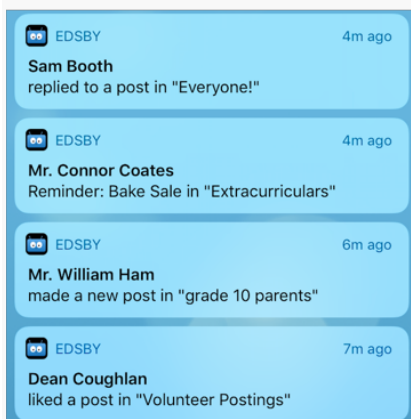 EDSBY 4m ago
Sam Booth
replied to a post in "Everyone!"
EDSBY 4m ago
Mr. Connor Coates
Reminder: Bake Sale in "Extracurriculars"
EDSBY 6m ago
Mr. William Ham
made a new post in "grade 10 parents"
EDSBY 7m ago
Dean Coughlan
liked a post in "Volunteer Postings"